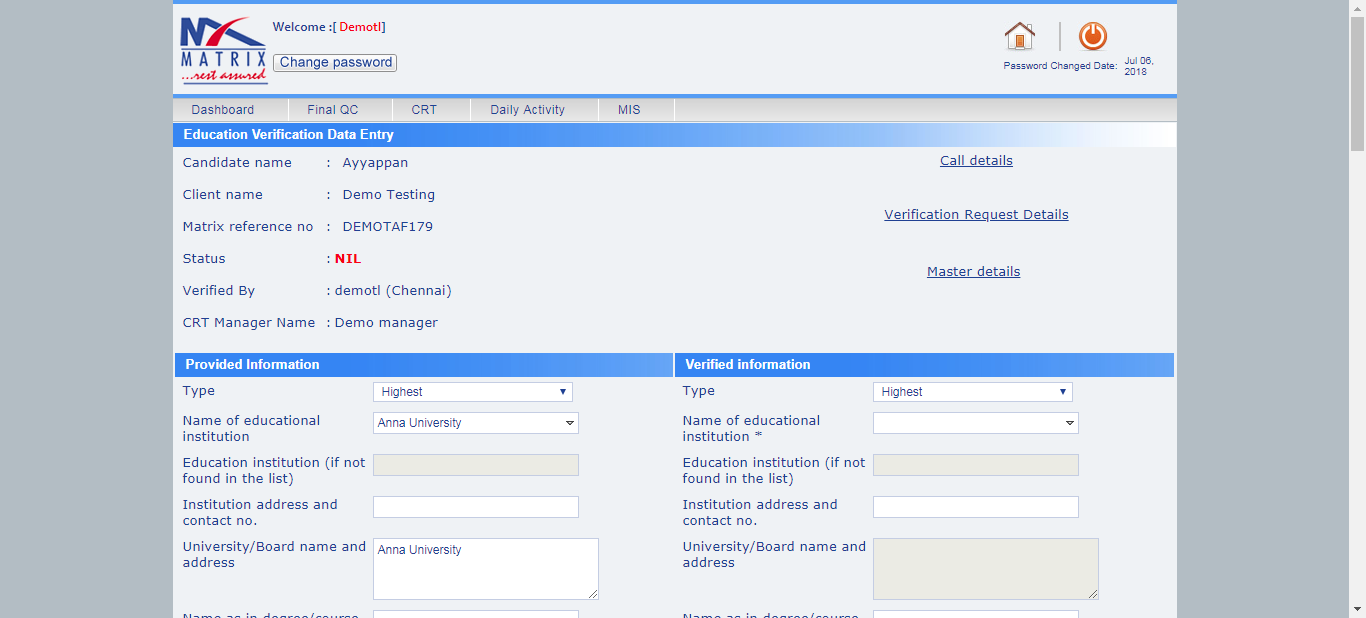 MATRIX
...rest assured
Welcome :[ Demotl]
Change password
Password Changed Date: Jul 06, 2018
Dashboard Final QC CRT Daily Activity MIS
Education Verification Data Entry
Candidate name : Ayyappan
Call details
Client name : Demo Testing
Verification Request Details
Matrix reference no : DEMOTAF179
Status : NIL
Master details
Verified By : demotl (Chennai)
CRT Manager Name : Demo manager
Provided Information
Type Highest
Name of educational institution Anna University
Education institution (if not found in the list)
Institution address and contact no.
University/Board name and address Anna University
Name as in degree/course
Verified information
Type Highest
Name of educational institution *
Education institution (if not found in the list)
Institution address and contact no.
University/Board name and address
Name as in degree/course